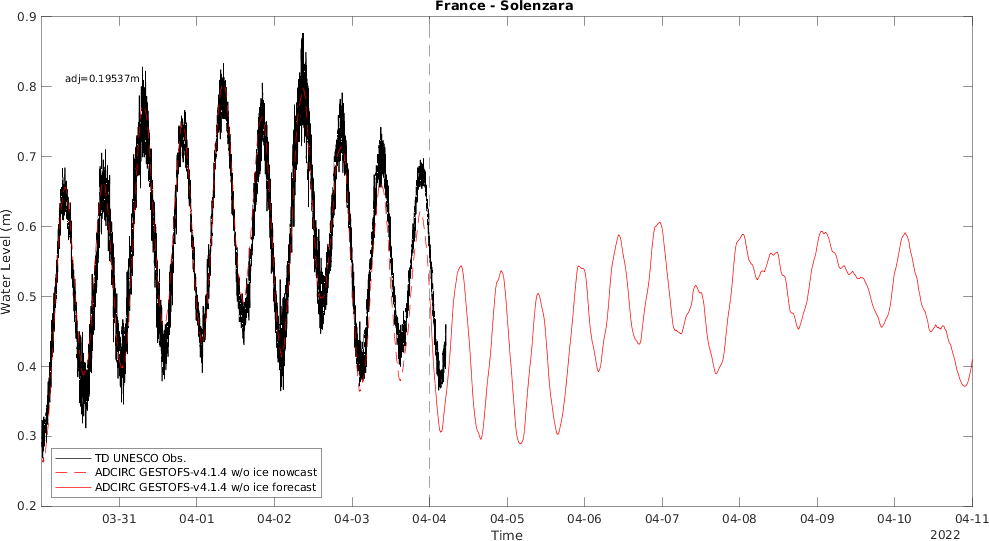 France - Solenzara
adj=0.19537m
0.9
0.8
0.7
0.6
0.5
0.4
0.3
0.2
Water Level (m)
TD UNESCO Obs.
ADCIRC GESTOFS-v4.1.4 w/o ice nowcast
ADCIRC GESTOFS-v4.1.4 w/o ice forecast
03-31 04-01 04-02 04-03 04-04 04-05 04-06 04-07 04-08 04-09 04-10 04-11
Time
2022